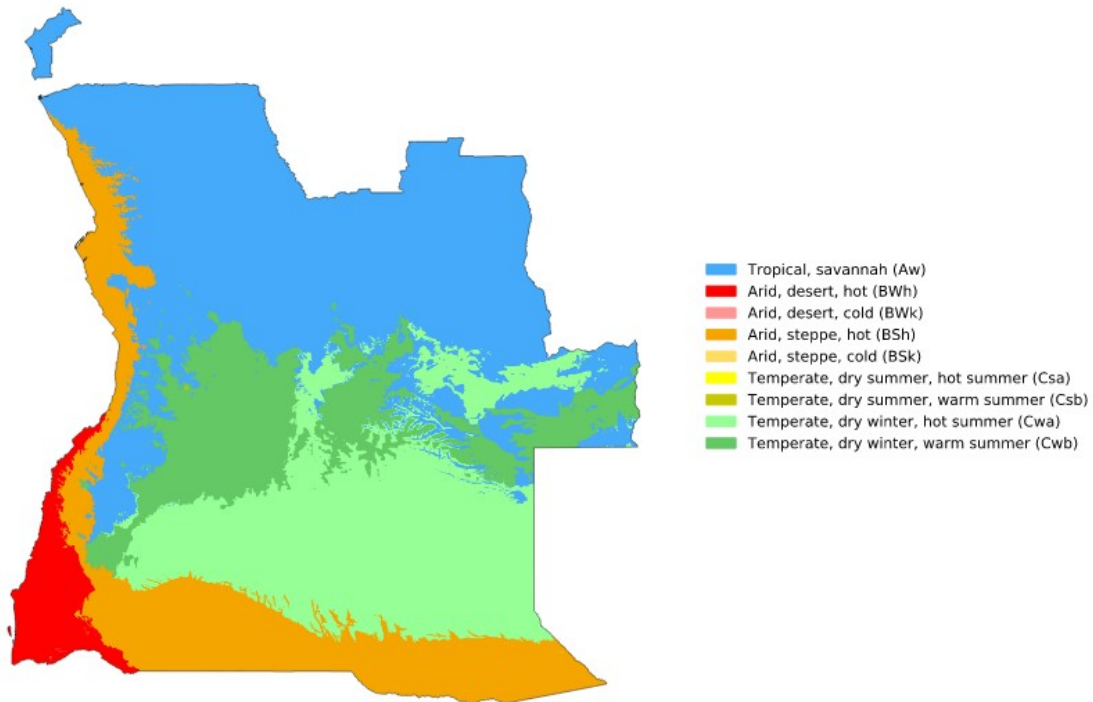 Tropical, savannah (Aw)
Arid, desert, hot (BWh)
Arid, desert, cold (BWk)
Arid, steppe, hot (BSh)
Arid, steppe, cold (BSk)
Temperate, dry summer, hot summer (Csa)
Temperate, dry summer, warm summer (Csb)
Temperate, dry winter, hot summer (Cwa)
Temperate, dry winter, warm summer (Cwb)